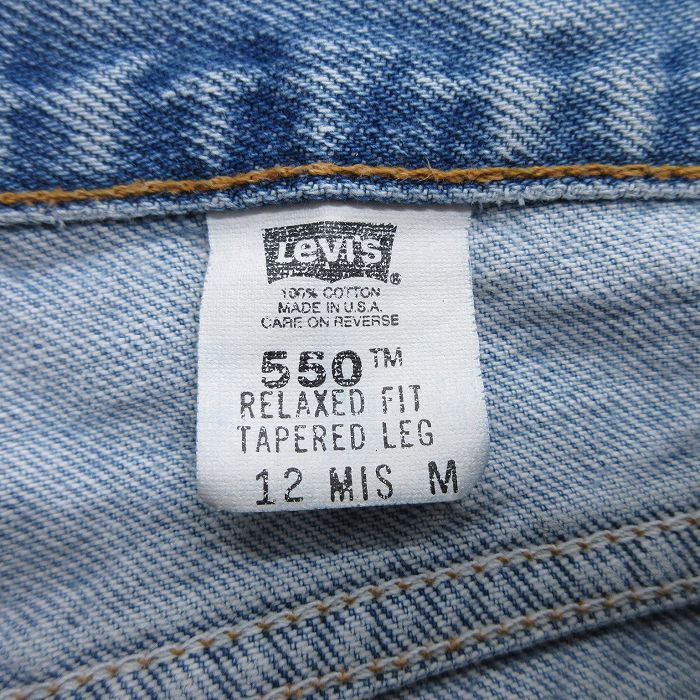 Levi's®
100% COTTON
MADE IN U.S.A.
CARE ON REVERSE
550™
RELAXED FIT
TAPERED LEG
12 MIS M